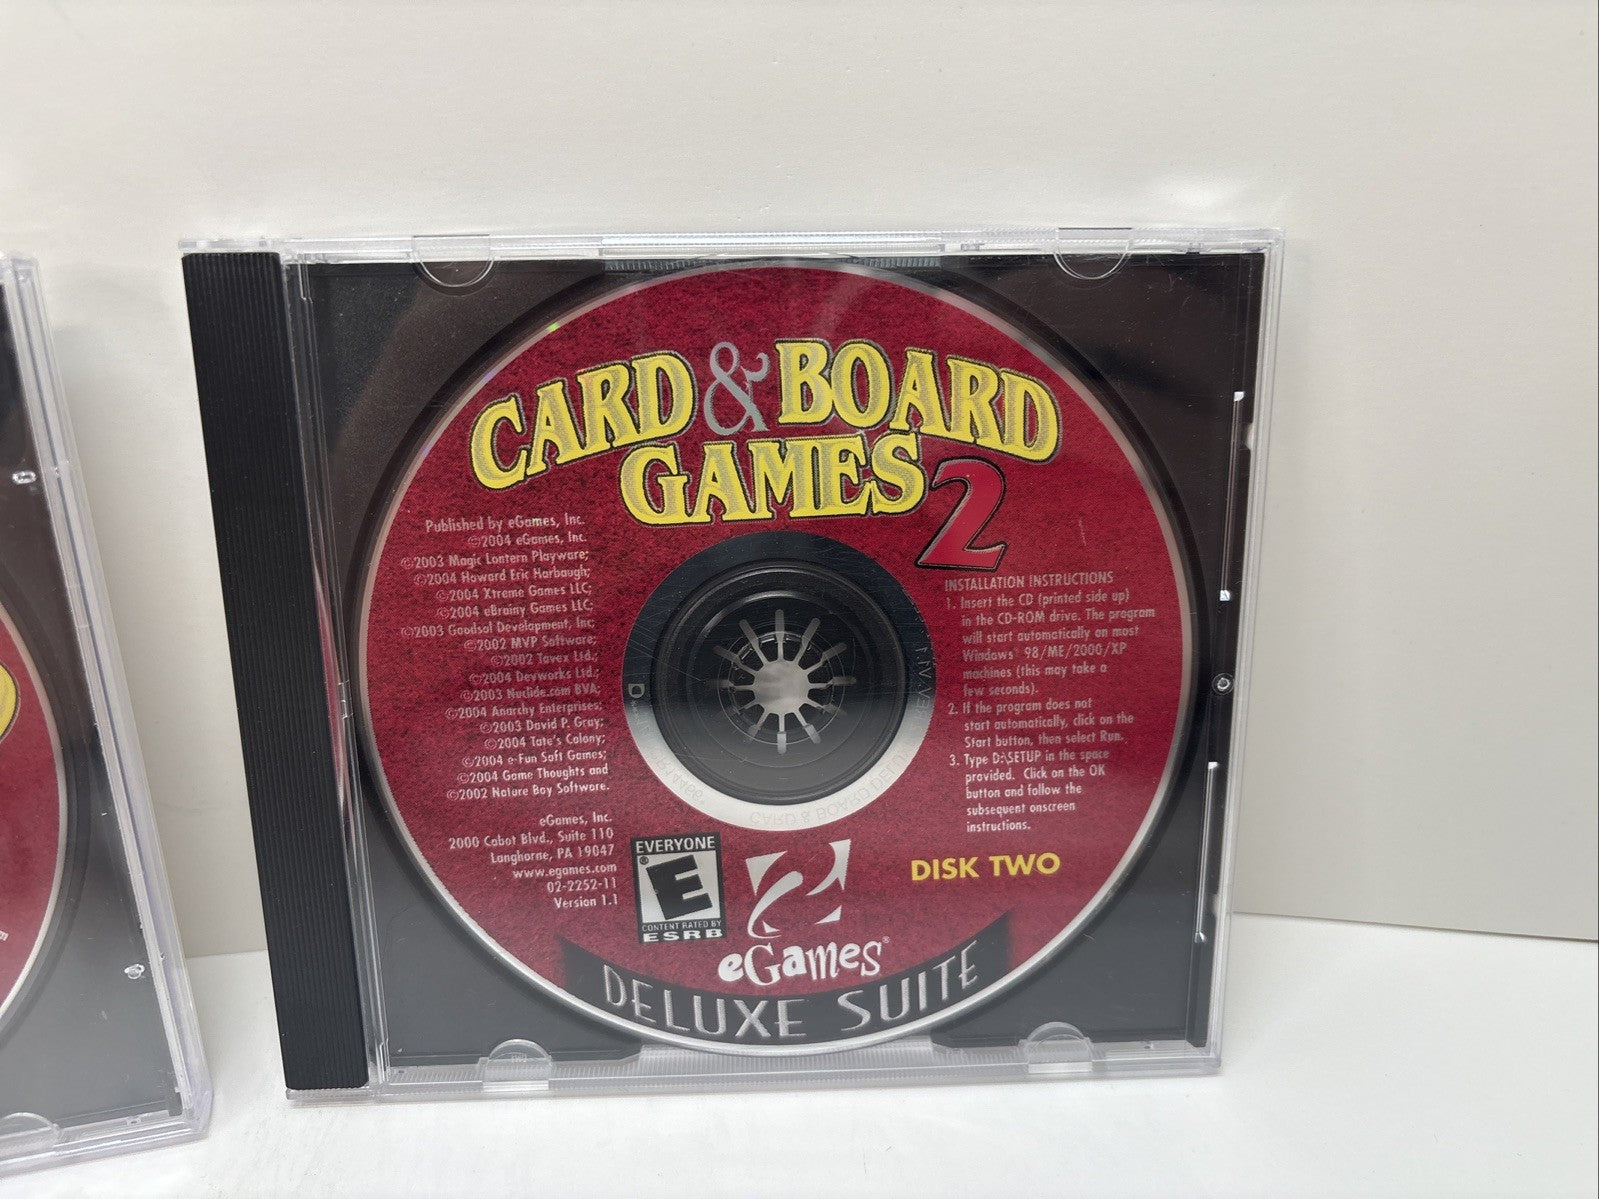 CARD & BOARD
GAMES 2
Published by eGames, Inc.
©2004 eGames, Inc.
©2003 Magic Lantern Playware;
©2004 Howard Eric Harbaugh;
©2004 Xtreme Games LLC;
©2004 eBrainy Games LLC;
©2003 Goodsol Development, Inc;
©2002 MVP Software;
©2002 Tavex Ltd.;
©2004 Devworks Ltd.;
©2003 Nuclide.com BVA;
©2004 Anarchy Enterprises;
©2003 David P. Gray;
©2004 Tate's Colony;
©2004 e-Fun Soft Games;
©2004 Game Thoughts and
©2002 Nature Boy Software.
eGames, Inc.
2000 Cabot Blvd., Suite 110
Langhorne, PA 19047
www.egames.com
02-2252-11
Version 1.1
INSTALLATION INSTRUCTIONS
1. Insert the CD (printed side up)
in the CD-ROM drive. The program
will start automatically on most
Windows 98/ME/2000/XP
machines (this may take a
few seconds).
2. If the program does not
start automatically, click on the
Start button, then select Run.
3. Type D:\SETUP in the space
provided. Click on the OK
button and follow the
subsequent onscreen
instructions.
DISK TWO
EVERYONE
E
CONTENT RATED BY
ESRB
eGames®
DELUXE SUITE
CARD & BOARD